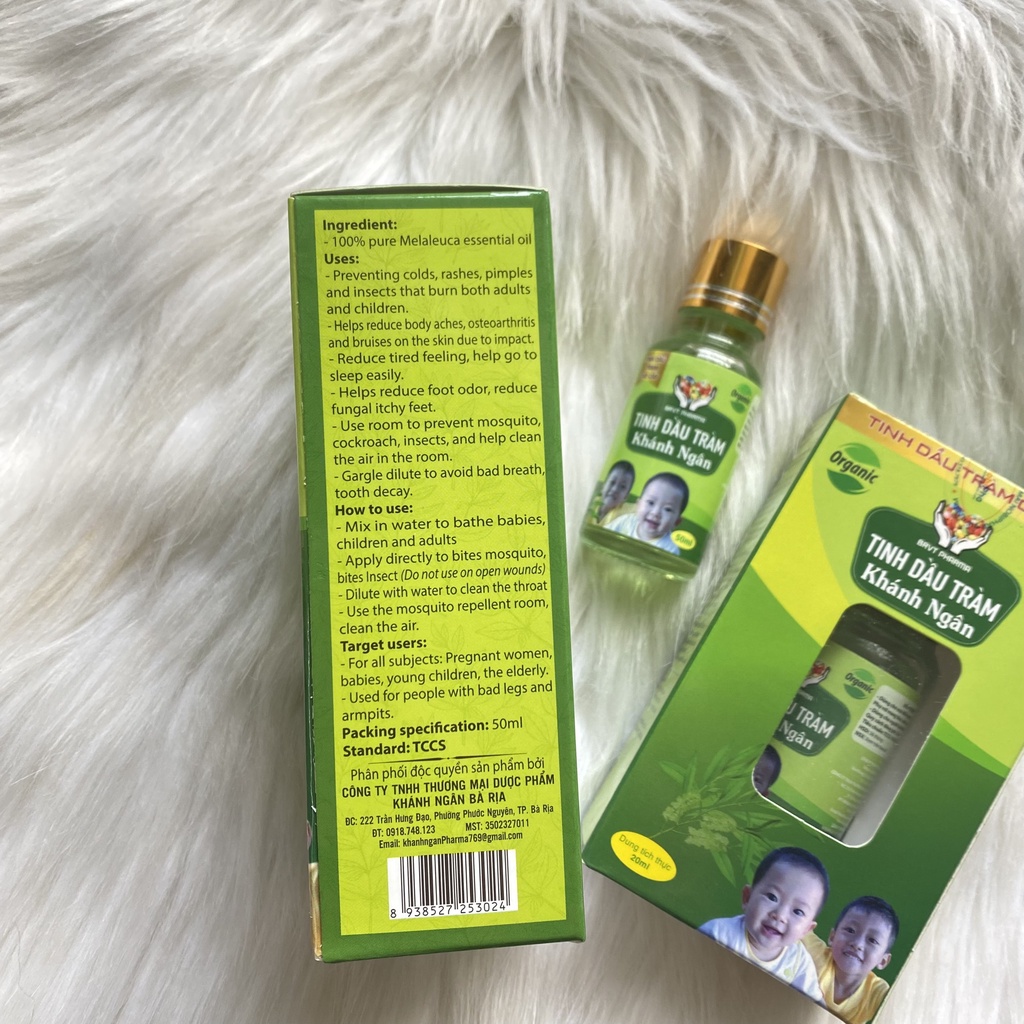 Ingredient:
- 100% pure Melaleuca essential oil
Uses:
- Preventing colds, rashes, pimples
and insects that burn both adults
and children.
- Helps reduce body aches, osteoarthritis
and bruises on the skin due to impact.
- Reduce tired feeling, help go to
sleep easily.
- Helps reduce foot odor, reduce
fungal itchy feet.
- Use room to prevent mosquito,
cockroach, insects, and help clean
the air in the room.
- Gargle dilute to avoid bad breath,
tooth decay.
How to use:
- Mix in water to bathe babies,
children and adults
- Apply directly to bites mosquito,
bites Insect (Do not use on open wounds)
- Dilute with water to clean the throat
- Use the mosquito repellent room,
clean the air.
Target users:
- For all subjects: Pregnant women,
babies, young children, the elderly.
- Used for people with bad legs and
armpits.
Packing specification: 50ml
Standard: TCCS
Phân phối độc quyền sản phẩm bởi
CÔNG TY TNHH THƯƠNG MẠI DƯỢC PHẨM
KHÁNH NGÂN BÀ RỊA
ĐC: 222 Trần Hưng Đạo, Phường Phước Nguyên, TP. Bà Rịa
ĐT: 0918.748.123 MST: 3502327011
Email: khanhnganPharma769@gmail.com
8 938527 253024
Organic
BRVT PHARMA
TINH DẦU TRÀM
Khánh Ngân
50ml
TINH DẦU TRÀM
Organic
BRVT PHARMA
TINH DẦU TRÀM
Khánh Ngân
Organic
U TRÀM
Ngân
Dung tích thực
20ml